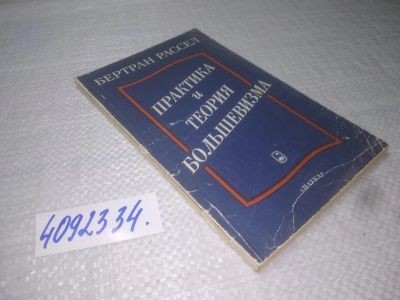 БЕРТРАН РАССЕЛ
ПРАКТИКА
и
ТЕОРИЯ
БОЛЬШЕВИЗМА
«НАУКА»
4092334.